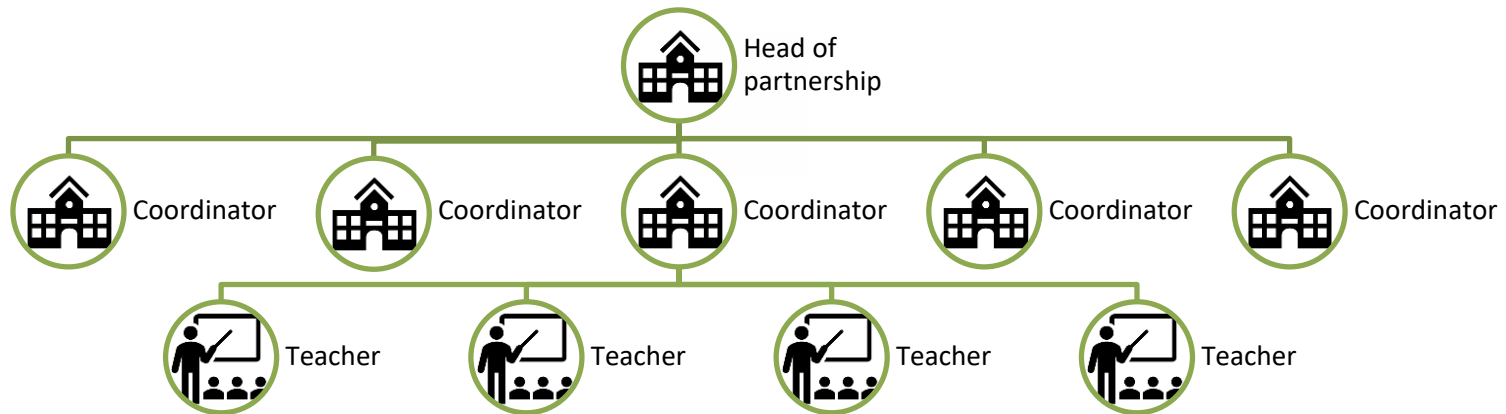 Head of
partnership
Coordinator
Coordinator
Coordinator
Coordinator
Coordinator
Teacher
Teacher
Teacher
Teacher